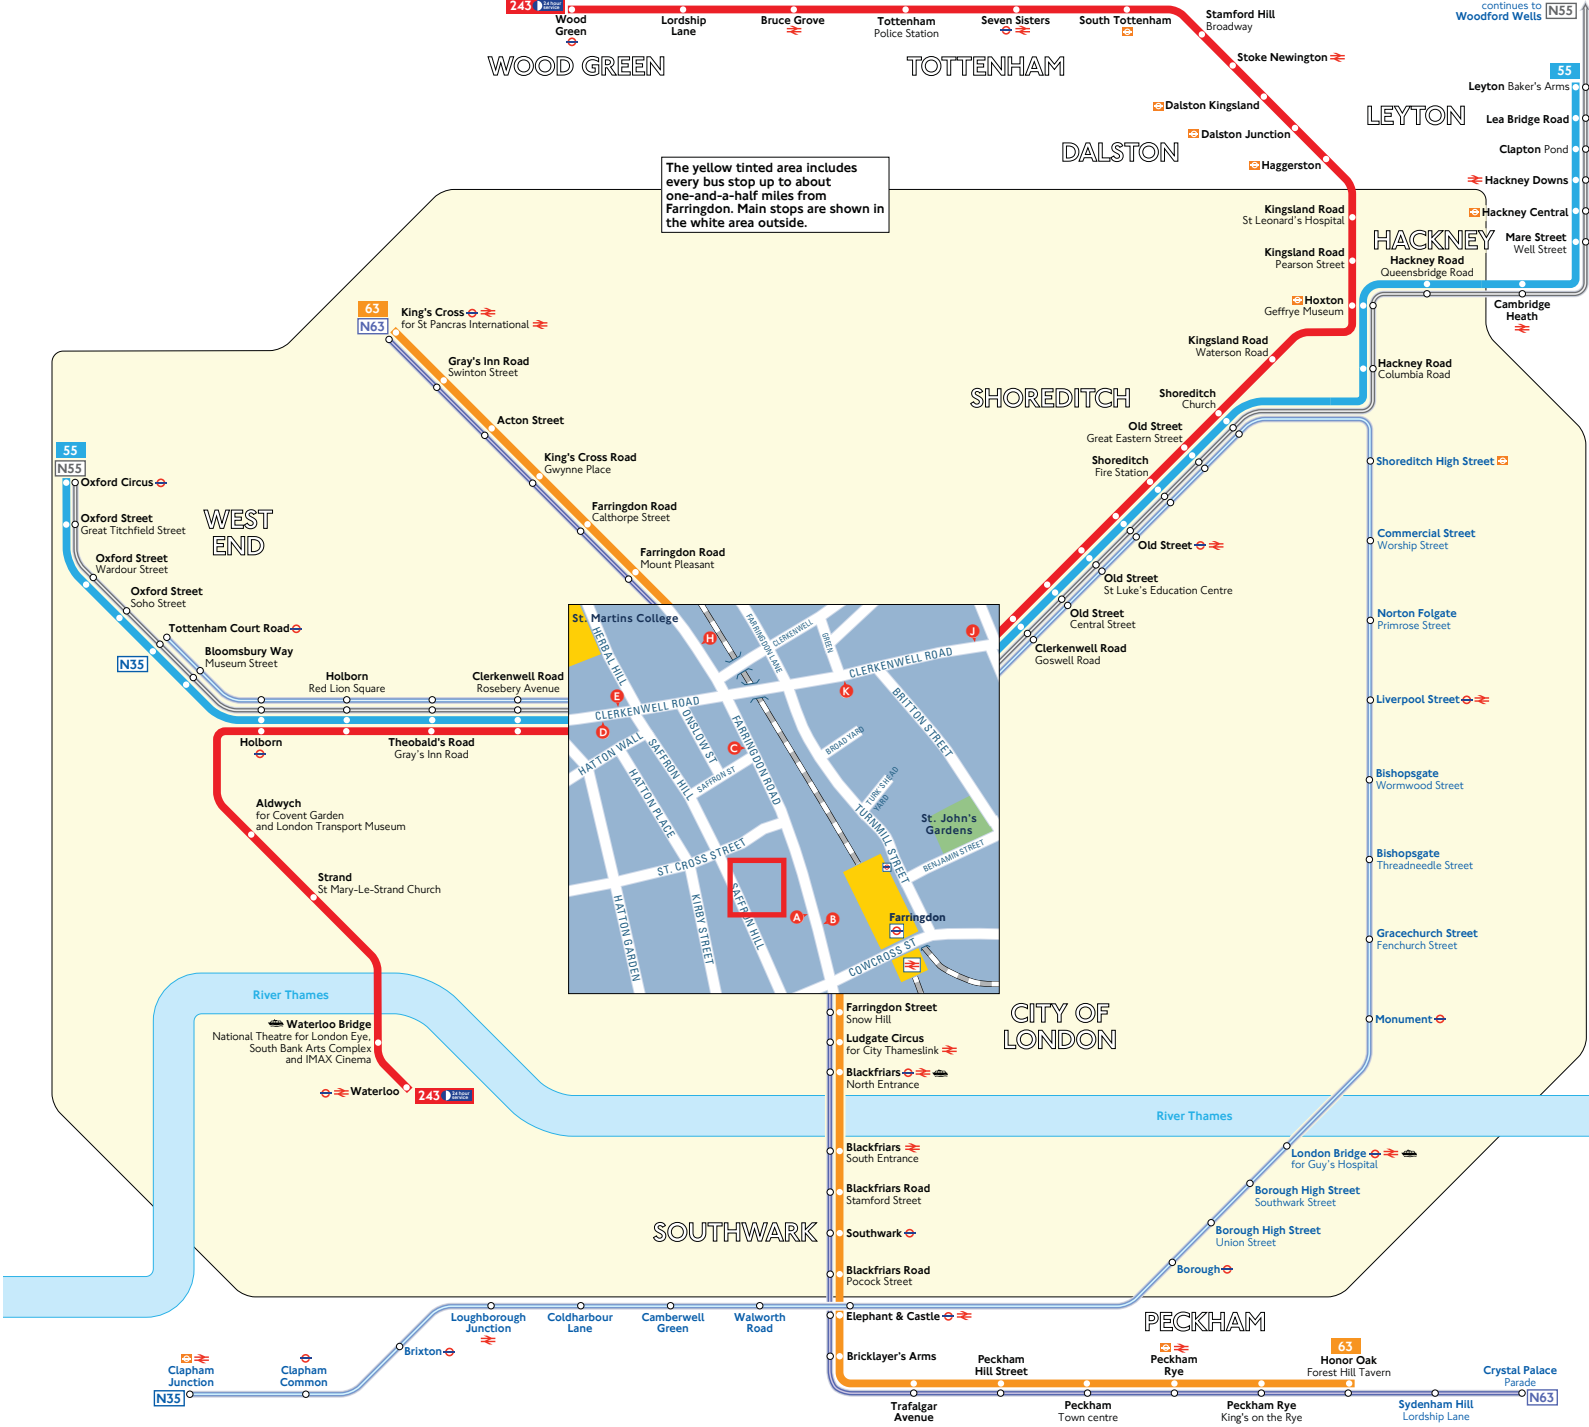 243 24 hour service
Wood
Green
Lordship
Lane
Bruce Grove
Tottenham
Police Station
Seven Sisters
South Tottenham
Stamford Hill
Broadway
Stoke Newington
continues to
Woodford Wells
N55
WOOD GREEN
TOTTENHAM
Dalston Kingsland
Dalston Junction
DALSTON
Haggerston
55
Leyton Baker's Arms
LEYTON
Lea Bridge Road
Clapton Pond
Hackney Downs
Hackney Central
Mare Street
Well Street
The yellow tinted area includes
every bus stop up to about
one-and-a-half miles from
Farringdon. Main stops are shown in
the white area outside.
Kingsland Road
St Leonard's Hospital
HACKNEY
Kingsland Road
Pearson Street
Hackney Road
Queensbridge Road
Hoxton
Geffrye Museum
Cambridge
Heath
Kingsland Road
Waterson Road
Hackney Road
Columbia Road
SHOREDITCH
Shoreditch
Church
Old Street
Great Eastern Street
Shoreditch
Fire Station
Old Street
Old Street
St Luke's Education Centre
Old Street
Central Street
Clerkenwell Road
Goswell Road
63
N63
King's Cross
for St Pancras International
Gray's Inn Road
Swinton Street
Acton Street
King's Cross Road
Gwynne Place
Farringdon Road
Calthorpe Street
Farringdon Road
Mount Pleasant
55
N55
Oxford Circus
Oxford Street
Great Titchfield Street
WEST
END
Oxford Street
Wardour Street
Oxford Street
Soho Street
Tottenham Court Road
Bloomsbury Way
Museum Street
N35
Holborn
Red Lion Square
Clerkenwell Road
Rosebery Avenue
Holborn
Theobald's Road
Gray's Inn Road
Aldwych
for Covent Garden
and London Transport Museum
Strand
St Mary-Le-Strand Church
River Thames
Waterloo Bridge
National Theatre for London Eye,
South Bank Arts Complex
and IMAX Cinema
Waterloo
243 24 hour service
St. Martins College
HERBAL HILL
H
FARRINGDON LANE
CLERKENWELL
GREEN
J
CLERKENWELL ROAD
E
K
CLERKENWELL ROAD
D
ONSLOW ST
HATTON WALL
SAFFRON HILL
C
FARRINGDON ROAD
BROAD YARD
BRITTON STREET
SAFFRON ST
HATTON PLACE
TURK'S HEAD
YARD
TURNMILL STREET
St. John's
Gardens
BENJAMIN STREET
ST. CROSS STREET
SAFFRON HILL
KIRBY STREET
HATTON GARDEN
A
B
Farringdon
COWCROSS ST
Shoreditch High Street
Commercial Street
Worship Street
Norton Folgate
Primrose Street
Liverpool Street
Bishopsgate
Wormwood Street
Bishopsgate
Threadneedle Street
Gracechurch Street
Fenchurch Street
Monument
CITY OF
LONDON
River Thames
London Bridge
for Guy's Hospital
Borough High Street
Southwark Street
Borough High Street
Union Street
Borough
Farringdon Street
Snow Hill
Ludgate Circus
for City Thameslink
Blackfriars
North Entrance
Blackfriars
South Entrance
Blackfriars Road
Stamford Street
SOUTHWARK
Southwark
Blackfriars Road
Pocock Street
Elephant & Castle
Bricklayer's Arms
Loughborough
Junction
Coldharbour
Lane
Camberwell
Green
Walworth
Road
Brixton
Clapham
Junction
Clapham
Common
N35
PECKHAM
Peckham
Hill Street
Peckham
Rye
63
Honor Oak
Forest Hill Tavern
Crystal Palace
Parade
N63
Trafalgar
Avenue
Peckham
Town centre
Peckham Rye
King's on the Rye
Sydenham Hill
Lordship Lane